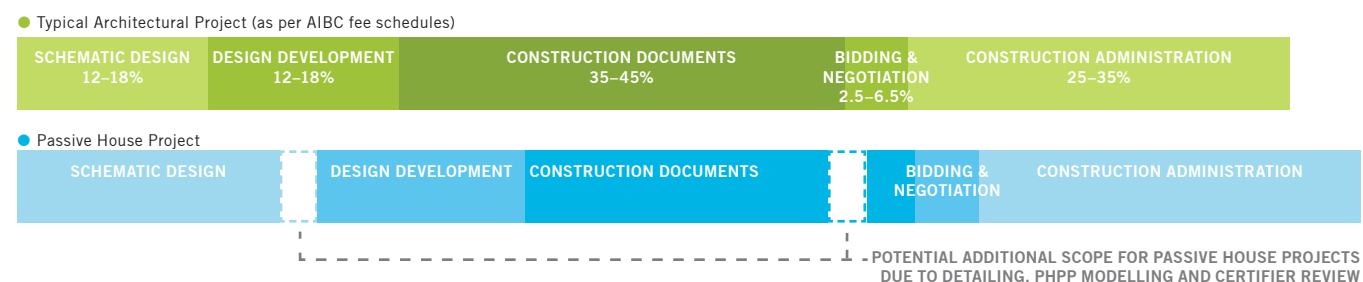 Typical Architectural Project (as per AIBC fee schedules)
SCHEMATIC DESIGN
12–18%
DESIGN DEVELOPMENT
12–18%
CONSTRUCTION DOCUMENTS
35–45%
BIDDING &
NEGOTIATION
2.5–6.5%
CONSTRUCTION ADMINISTRATION
25–35%
Passive House Project
SCHEMATIC DESIGN
DESIGN DEVELOPMENT
CONSTRUCTION DOCUMENTS
BIDDING &
NEGOTIATION
CONSTRUCTION ADMINISTRATION
POTENTIAL ADDITIONAL SCOPE FOR PASSIVE HOUSE PROJECTS
DUE TO DETAILING, PHPP MODELLING AND CERTIFIER REVIEW